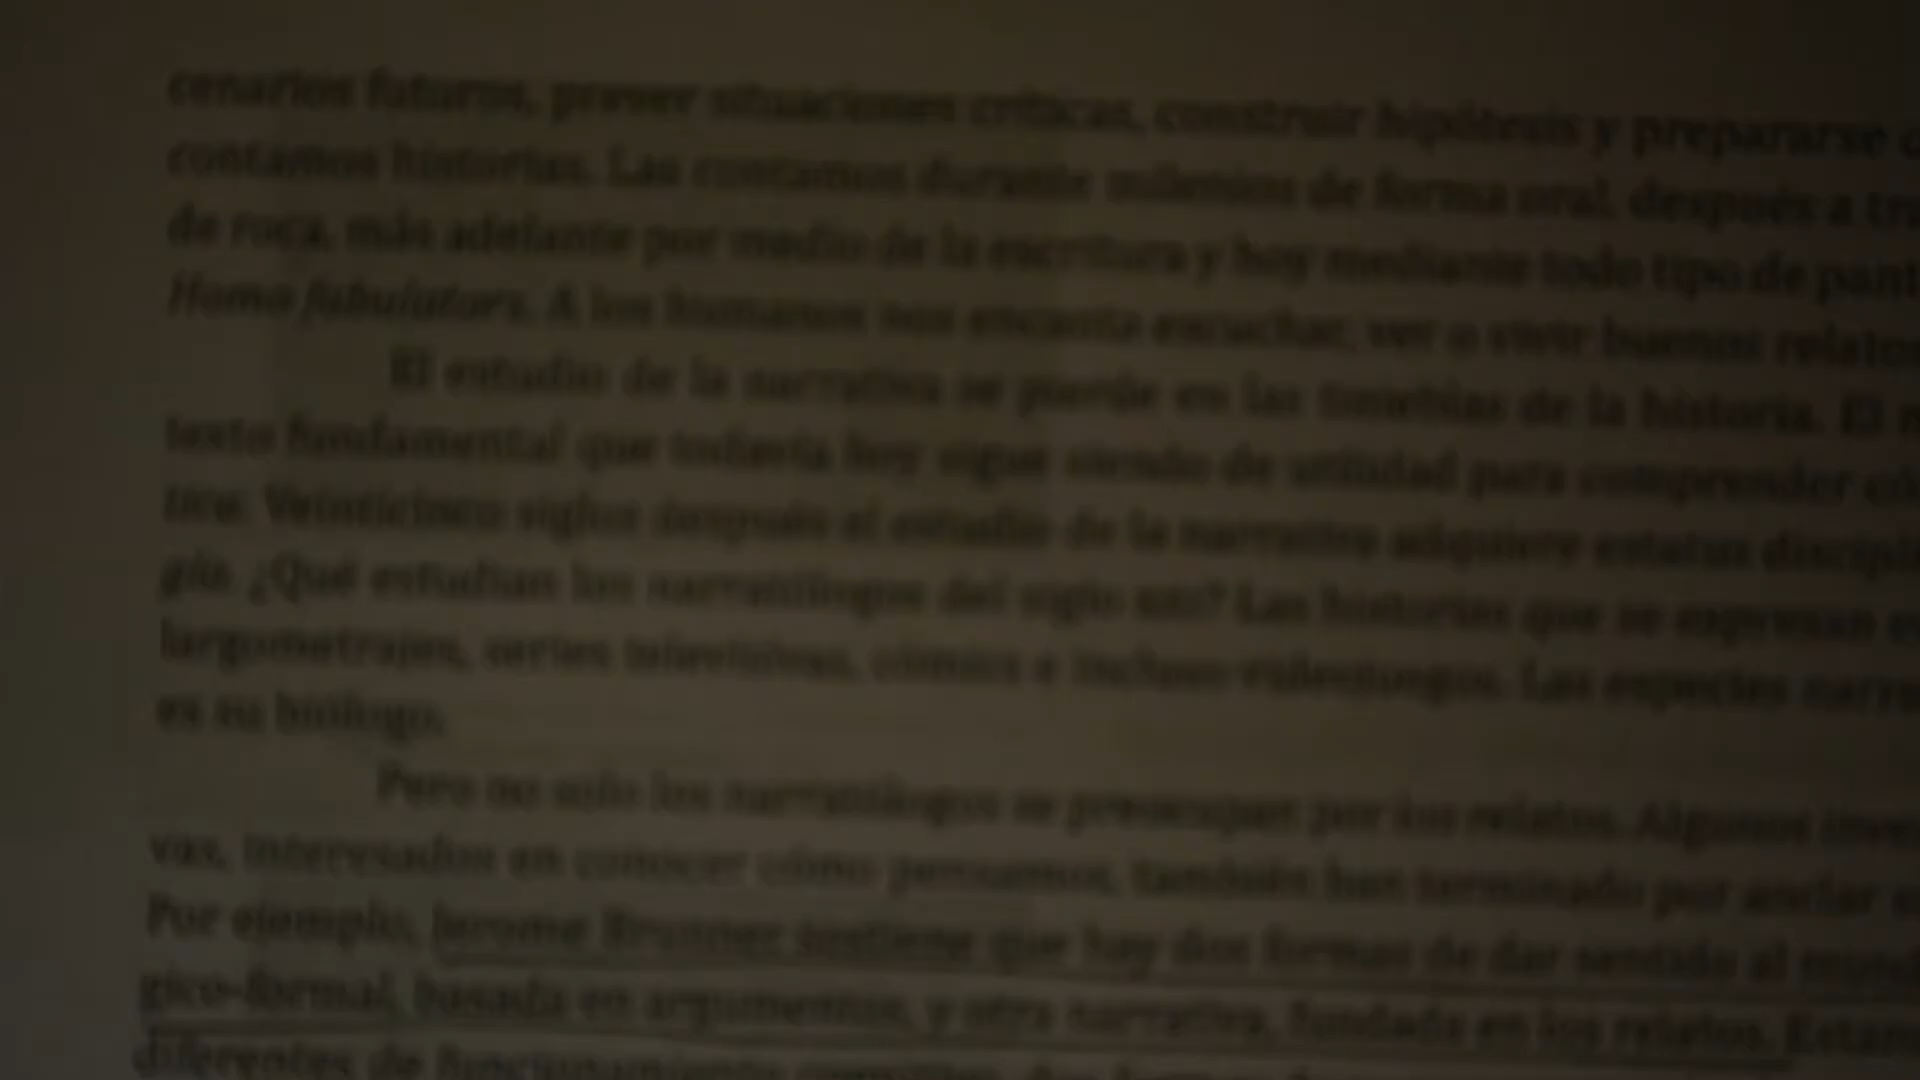 cenarios futuros, prever situaciones críticas, construir hipótesis y prepararse
contamos historias. Las contamos durante milenios de forma oral, después a
de roca, más adelante por medio de la escritura y hoy mediante todo tipo de
Homo fabulators. A los humanos nos encanta escuchar, ver o vivir buenos
El estudio de la narrativa se pierde en las tinieblas de la historia. El
texto fundamental que todavía hoy sigue siendo de utilidad para comprender
tica. Veinticinco siglos después el estudio de la narrativa adquiere estatus
gía. ¿Qué estudian los narratólogos del siglo XXI? Las historias que se expresan
largometrajes, series televisivas, cómics e incluso videojuegos. Las especies
es su biólogo.
Pero no solo los narratólogos se preocupan por los relatos. Algunos
vas, interesados en conocer cómo pensamos, también han terminado por anclar
Por ejemplo, Jerome Brunner sostiene que hay dos formas de dar sentido al
gico-formal, basada en argumentos, y otra narrativa, fundada en los relatos.
diferentes de funcionamiento